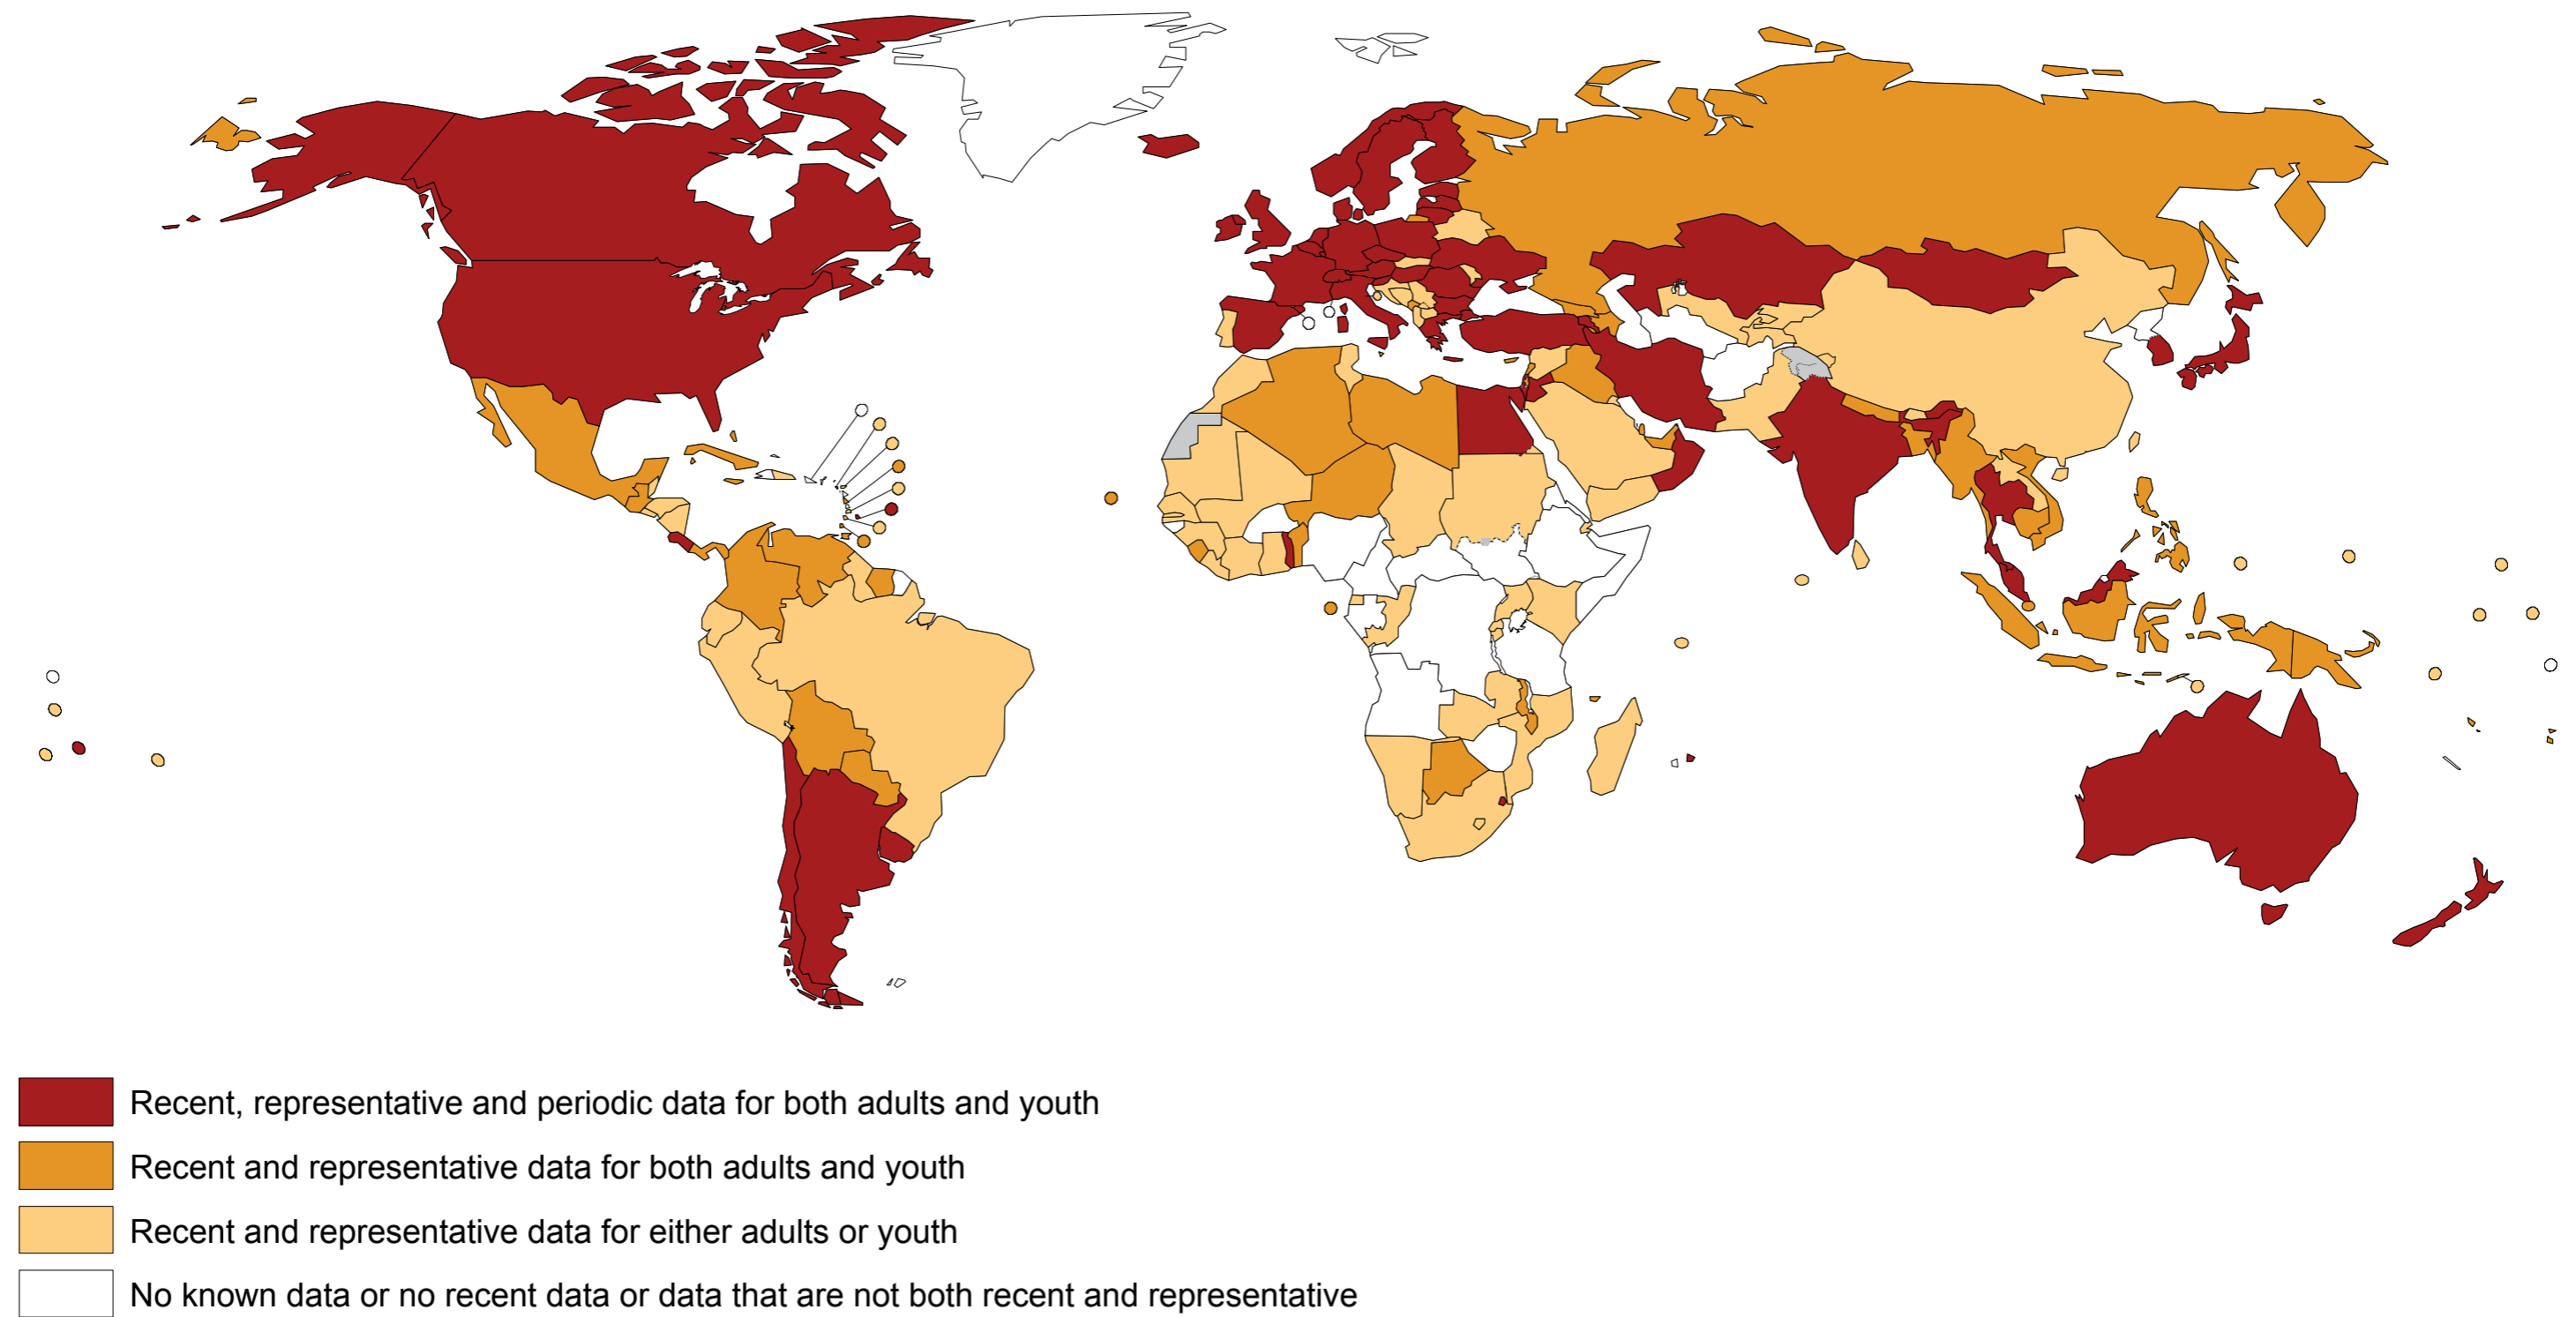 Recent, representative and periodic data for both adults and youth
Recent and representative data for both adults and youth
Recent and representative data for either adults or youth
No known data or no recent data or data that are not both recent and representative